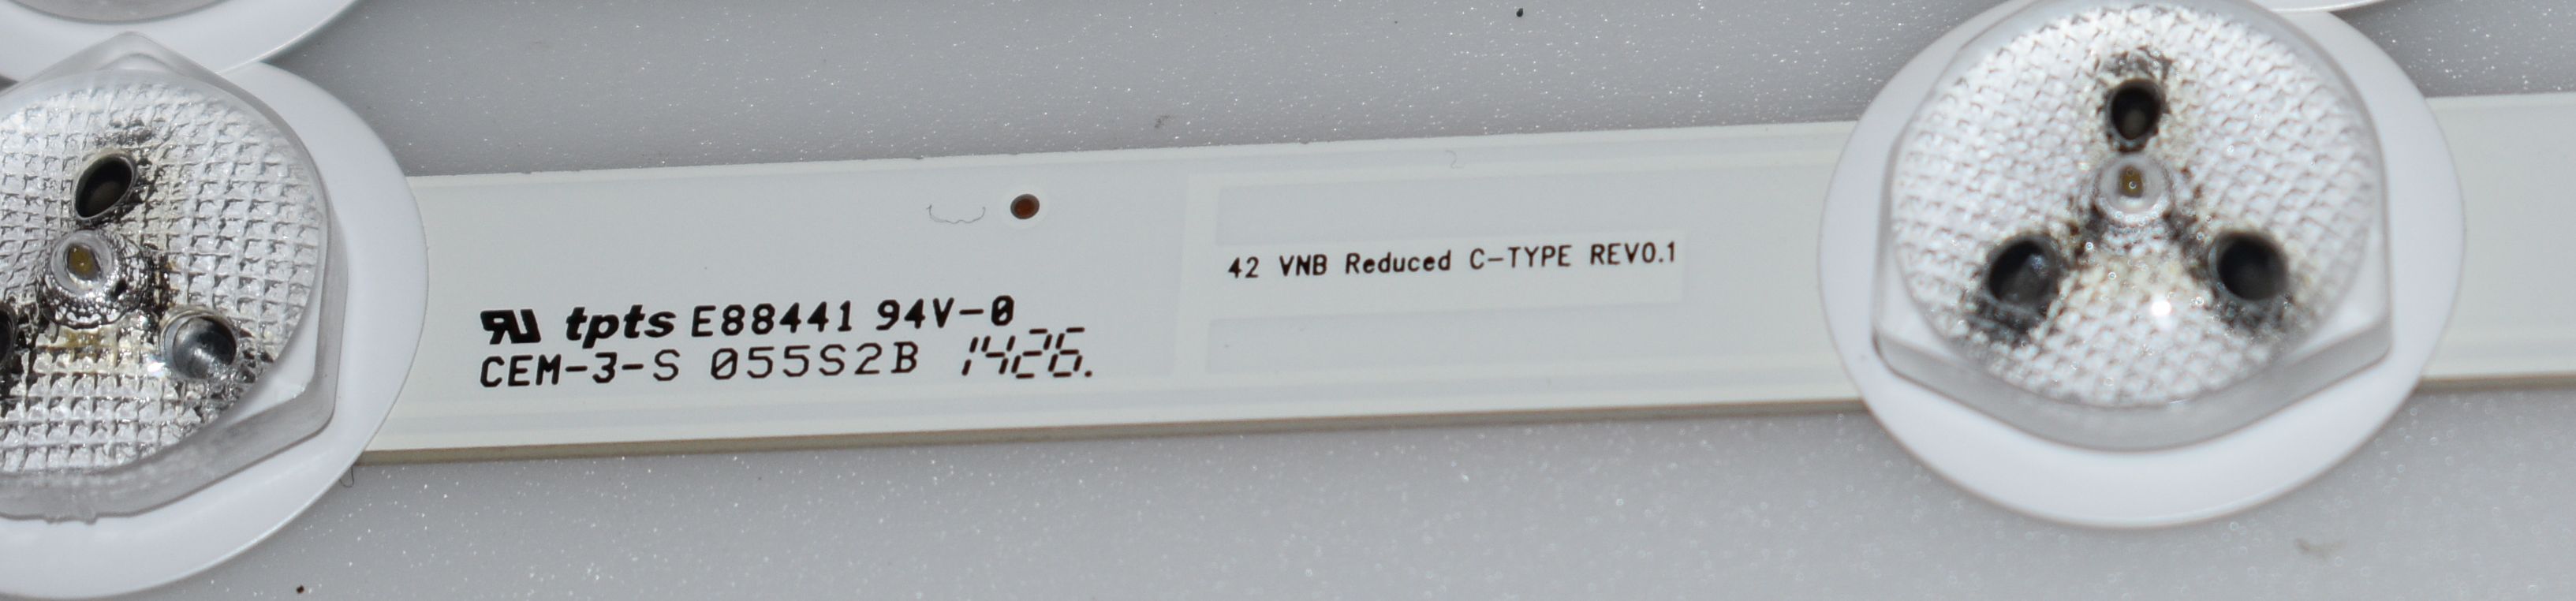 tpts E88441 94V-0
CEM-3-S 055S2B 1426.
42 VNB Reduced C-TYPE REV0.1